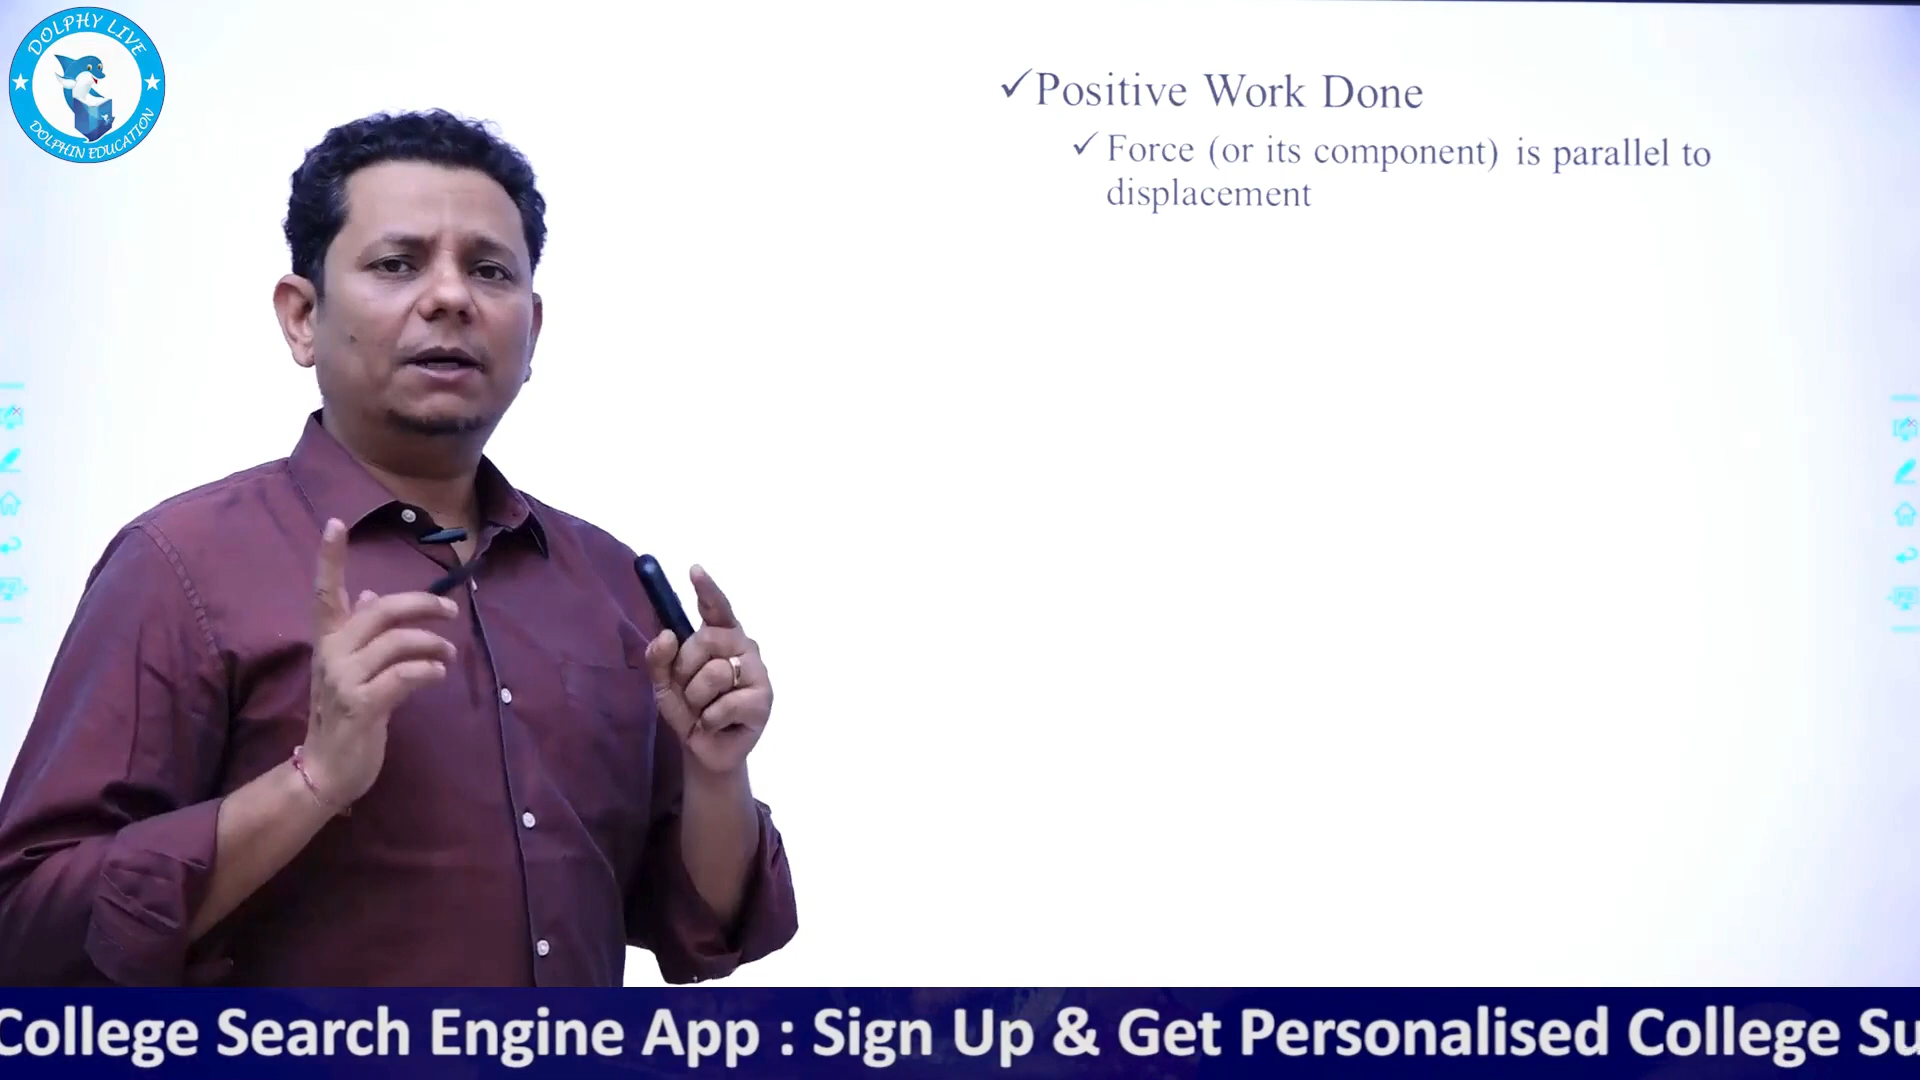 DOLPHY LIVE
DOLPHIN EDUCATION
✓Positive Work Done
✓Force (or its component) is parallel to
displacement
College Search Engine App : Sign Up & Get Personalised College Su